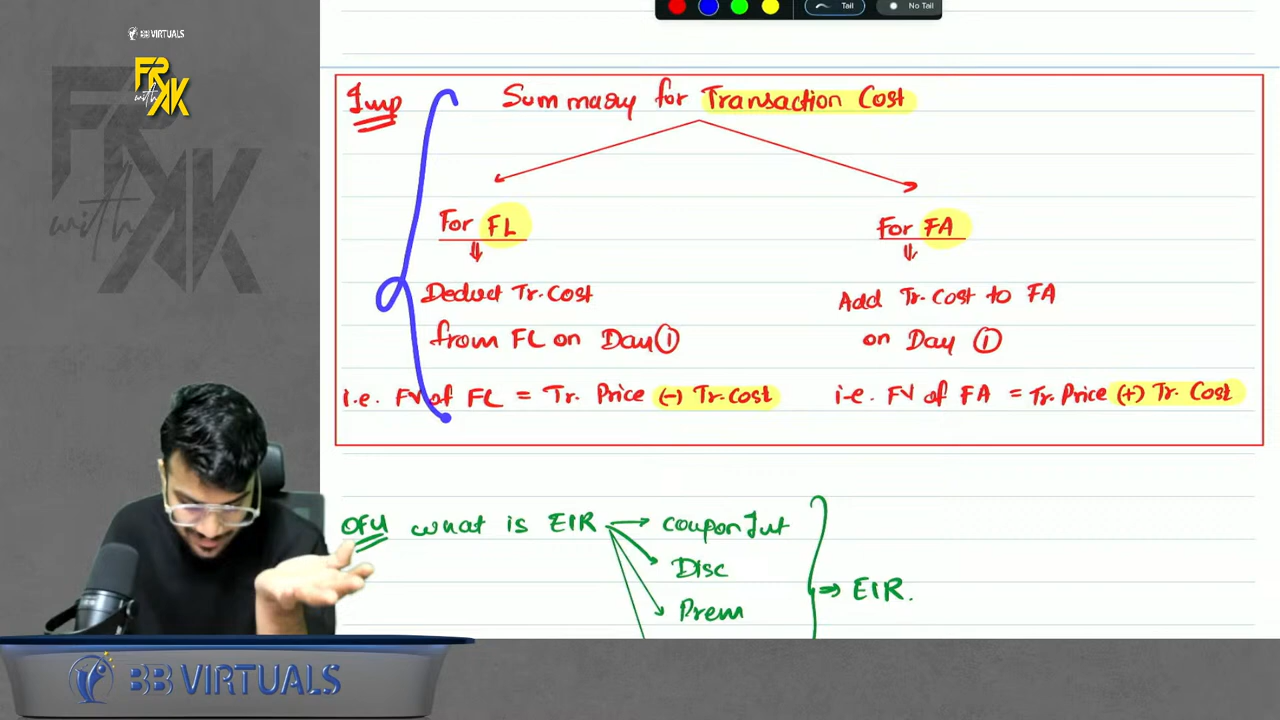 BB VIRTUALS
FR
with
KK
Tail
No Tail
Imp
Summary for Transaction Cost
For FL
For FA
Deduct Tr. Cost
from FL on Day ①
Add Tr. Cost to FA
on Day ①
i.e. FV of FL = Tr. Price (-) Tr. Cost
i.e. FV of FA = Tr. Price (+) Tr. Cost
OFU what is EIR
Coupon Int
Disc
Prem
⇒ EIR.
BB VIRTUALS